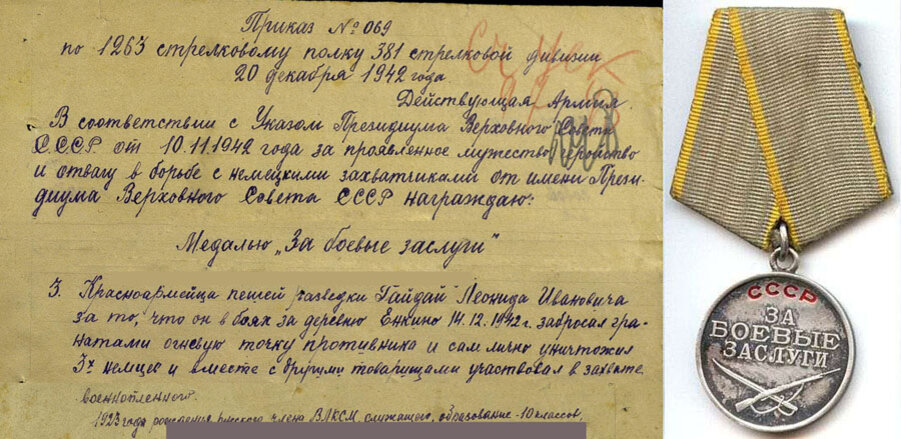 Приказ № 069
по 1263 стрелковому полку 381 стрелковой дивизии
20 декабря 1942 года.
Действующая Армия.
В соответствии с Указом Президиума Верховного Совета
СССР от 10.11.1942 года за проявленное мужество, геройство
и отвагу в борьбе с немецкими захватчиками от имени Прези-
диума Верховного Совета СССР награждаю:
Медалью „За боевые заслуги"
3. Красноармейца пешей разведки Гайдай Леонида Ивановича
за то, что он в боях за деревню Енкино 14.12.1942 г. забросал гра-
натами огневую точку противника и сам лично уничтожил
3х немцев и вместе с другими товарищами участвовал в захвате
военнопленного.
1923 года рождения, русского, члена ВЛКСМ, служащего, образование - 10 классов,
СССР
ЗА
БОЕВЫЕ
ЗАСЛУГИ